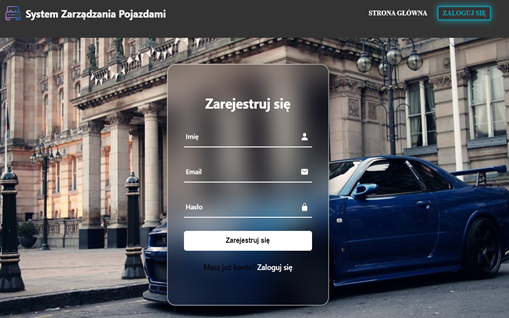 System Zarządzania Pojazdami
STRONA GŁÓWNA
ZALOGUJ SIĘ
Zarejestruj się
Imię
Email
Hasło
Zarejestruj się
Masz już konto? Zaloguj się